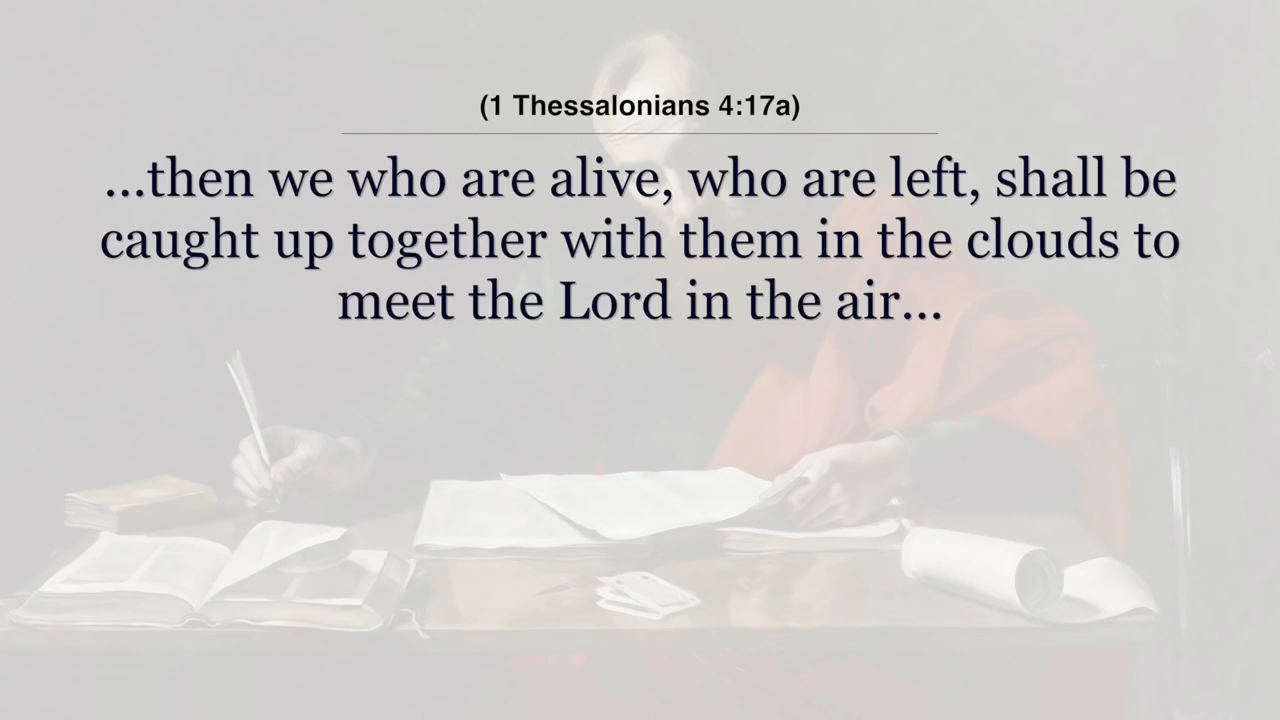 (1 Thessalonians 4:17a)
...then we who are alive, who are left, shall be
caught up together with them in the clouds to
meet the Lord in the air...